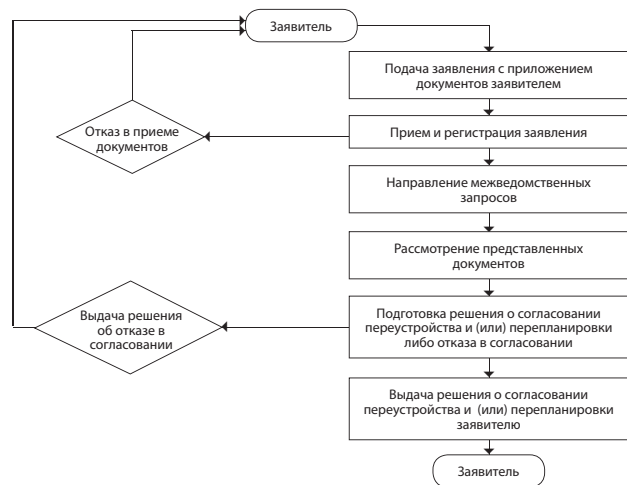 Заявитель
Подача заявления с приложением
документов заявителем
Отказ в приеме
документов
Прием и регистрация заявления
Направление межведомственных
запросов
Рассмотрение представленных
документов
Выдача решения
об отказе в
согласовании
Подготовка решения о согласовании
переустройства и (или) перепланировки
либо отказа в согласовании
Выдача решения о согласовании
переустройства и (или) перепланировки
заявителю
Заявитель